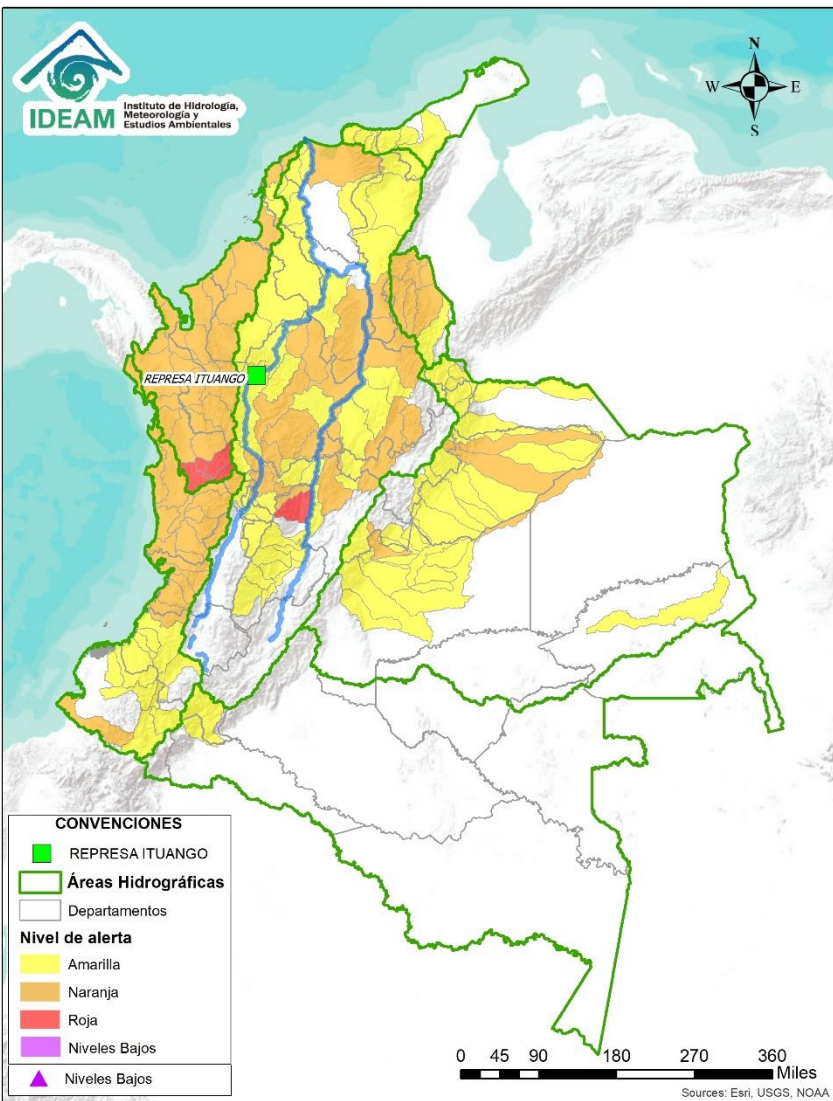 IDEAM
Instituto de Hidrología,
Meteorología y
Estudios Ambientales
N
W
E
S
REPRESA ITUANGO
CONVENCIONES
REPRESA ITUANGO
Áreas Hidrográficas
Departamentos
Nivel de alerta
Amarilla
Naranja
Roja
Niveles Bajos
Niveles Bajos
0 45 90 180 270 360
Miles
Sources: Esri, USGS, NOAA